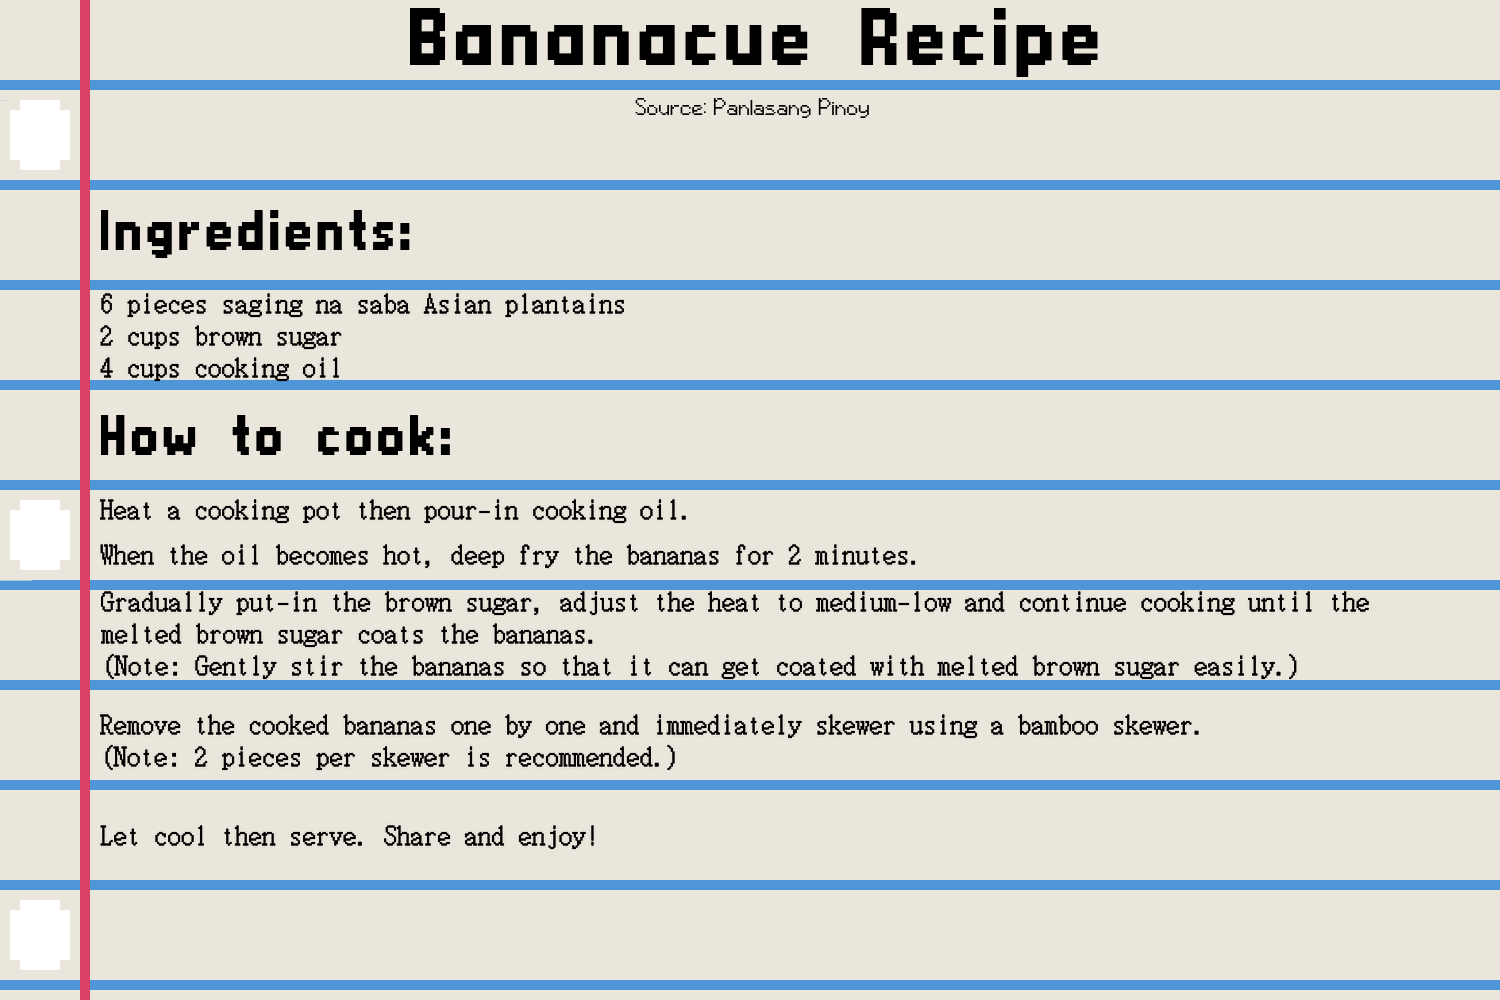 Bananacue Recipe
Source: Panlasang Pinoy
Ingredients:
6 pieces saging na saba Asian plantains
2 cups brown sugar
4 cups cooking oil
How to cook:
Heat a cooking pot then pour-in cooking oil.
When the oil becomes hot, deep fry the bananas for 2 minutes.
Gradually put-in the brown sugar, adjust the heat to medium-low and continue cooking until the
melted brown sugar coats the bananas.
(Note: Gently stir the bananas so that it can get coated with melted brown sugar easily.)
Remove the cooked bananas one by one and immediately skewer using a bamboo skewer.
(Note: 2 pieces per skewer is recommended.)
Let cool then serve. Share and enjoy!